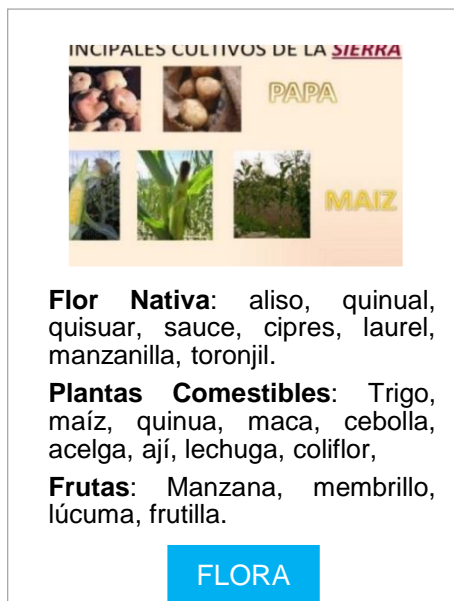 INCIPALES CULTIVOS DE LA SIERRA
PAPA
MAIZ
Flor Nativa: aliso, quinual,
quisuar, sauce, cipres, laurel,
manzanilla, toronjil.
Plantas Comestibles: Trigo,
maíz, quinua, maca, cebolla,
acelga, ají, lechuga, coliflor,
Frutas: Manzana, membrillo,
lúcuma, frutilla.
FLORA